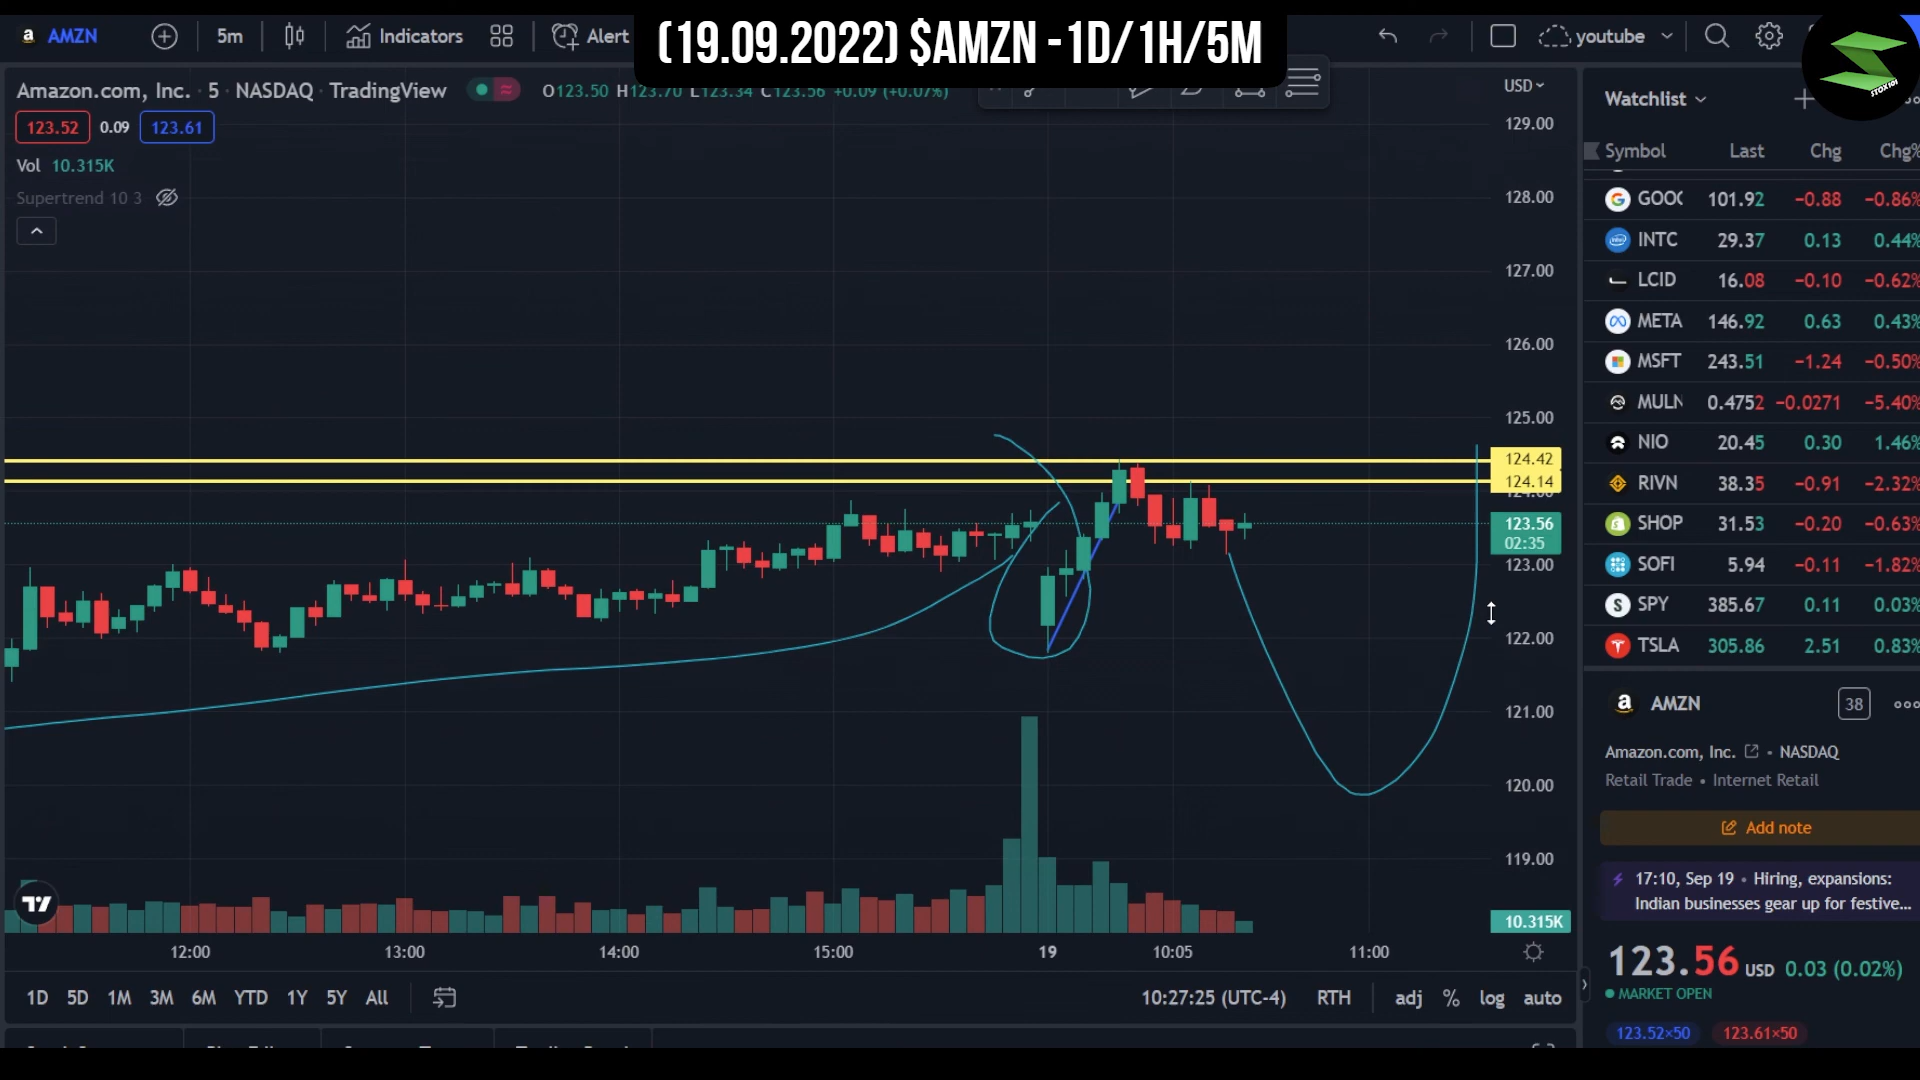 (19.09.2022) $AMZN -1D/1H/5M
AMZN
5m
Indicators
Alert
youtube
STOX101
Amazon.com, Inc. · 5 · NASDAQ · TradingView
O123.50 H123.70 L123.34 C123.56 +0.09 (+0.07%)
123.52 0.09 123.61
Vol 10.315K
Supertrend 10 3
USD
129.00
128.00
127.00
126.00
125.00
124.42
124.14
124.00
123.56
02:35
123.00
122.00
121.00
120.00
119.00
10.315K
12:00 13:00 14:00 15:00 19 10:05 11:00
1D 5D 1M 3M 6M YTD 1Y 5Y All
10:27:25 (UTC-4) RTH adj % log auto
Watchlist
Symbol Last Chg Chg%
GOOG 101.92 −0.88 −0.86%
INTC 29.37 0.13 0.44%
LCID 16.08 −0.10 −0.62%
META 146.92 0.63 0.43%
MSFT 243.51 −1.24 −0.50%
MULN 0.4752 −0.0271 −5.40%
NIO 20.45 0.30 1.46%
RIVN 38.35 −0.91 −2.32%
SHOP 31.53 −0.20 −0.63%
SOFI 5.94 −0.11 −1.82%
SPY 385.67 0.11 0.03%
TSLA 305.86 2.51 0.83%
AMZN 38
Amazon.com, Inc. • NASDAQ
Retail Trade • Internet Retail
Add note
17:10, Sep 19 • Hiring, expansions:
Indian businesses gear up for festive...
123.56 USD 0.03 (0.02%)
MARKET OPEN
123.52×50 123.61×50